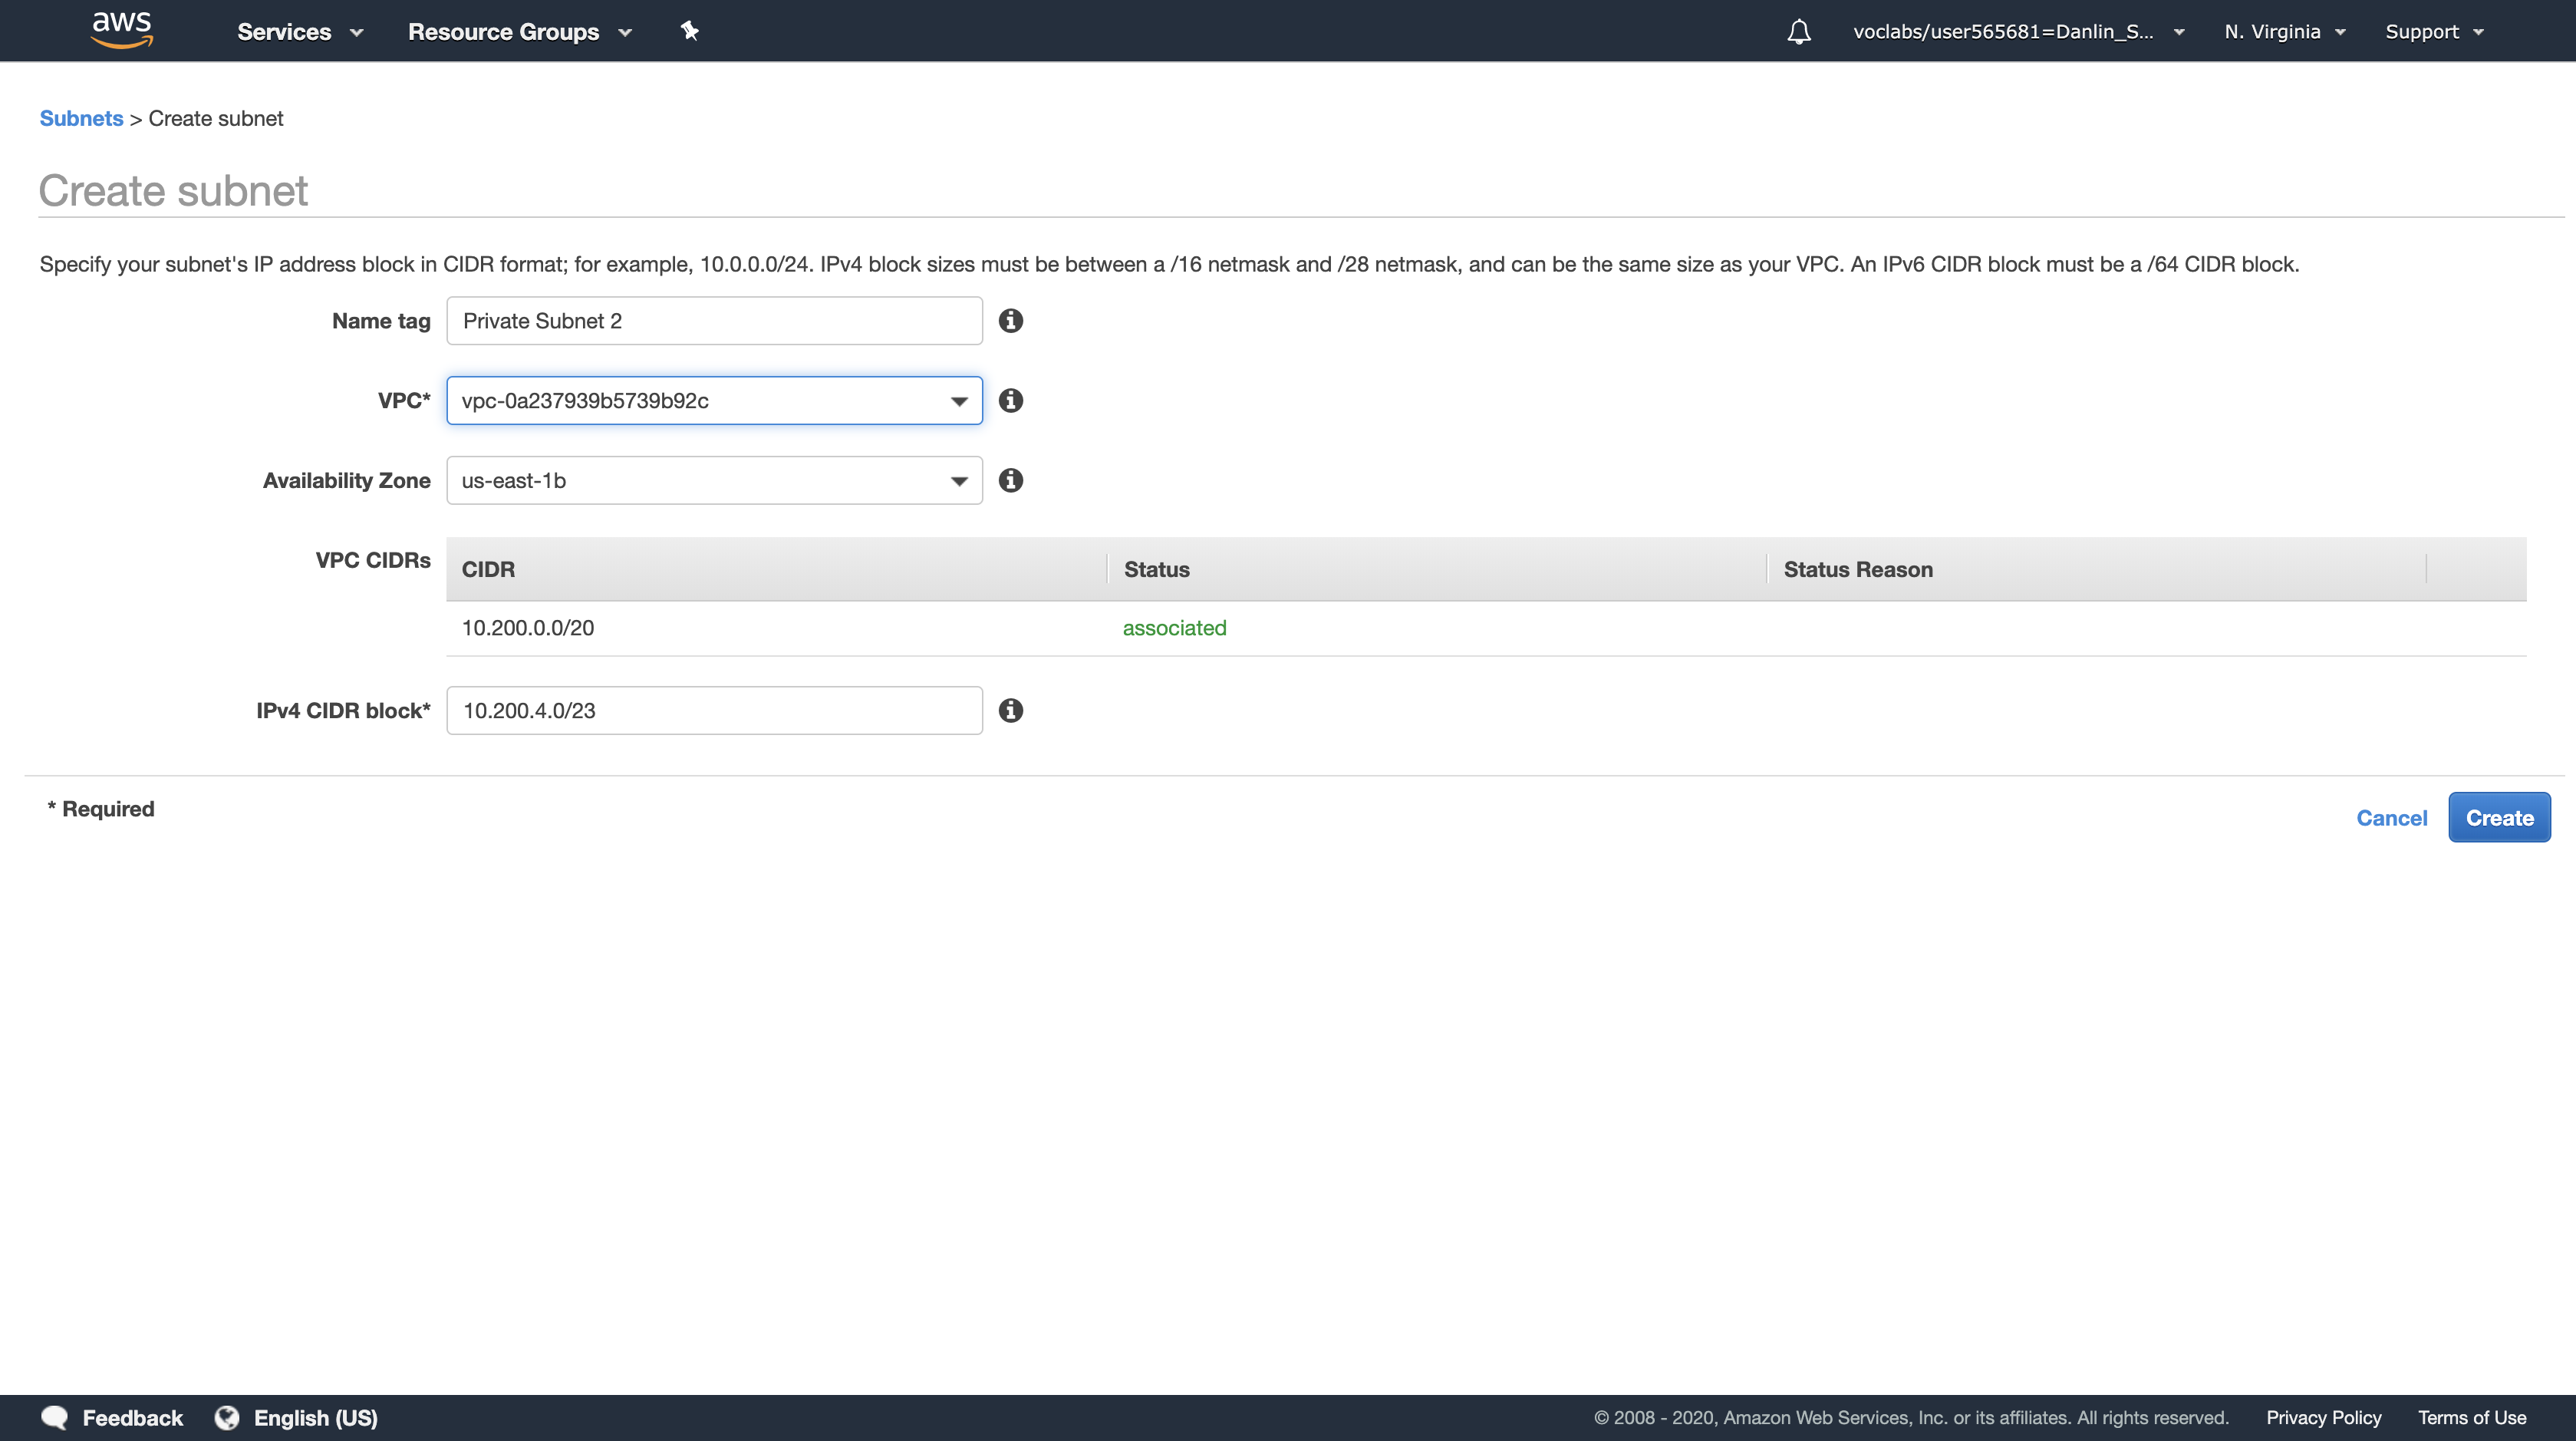 aws Services Resource Groups voclabs/user565681=Danlin_S... N. Virginia Support
Subnets > Create subnet
Create subnet
Specify your subnet's IP address block in CIDR format; for example, 10.0.0.0/24. IPv4 block sizes must be between a /16 netmask and /28 netmask, and can be the same size as your VPC. An IPv6 CIDR block must be a /64 CIDR block.
Name tag Private Subnet 2
VPC* vpc-0a237939b5739b92c
Availability Zone us-east-1b
VPC CIDRs CIDR Status Status Reason
10.200.0.0/20 associated
IPv4 CIDR block* 10.200.4.0/23
* Required Cancel Create
Feedback English (US) © 2008 - 2020, Amazon Web Services, Inc. or its affiliates. All rights reserved. Privacy Policy Terms of Use